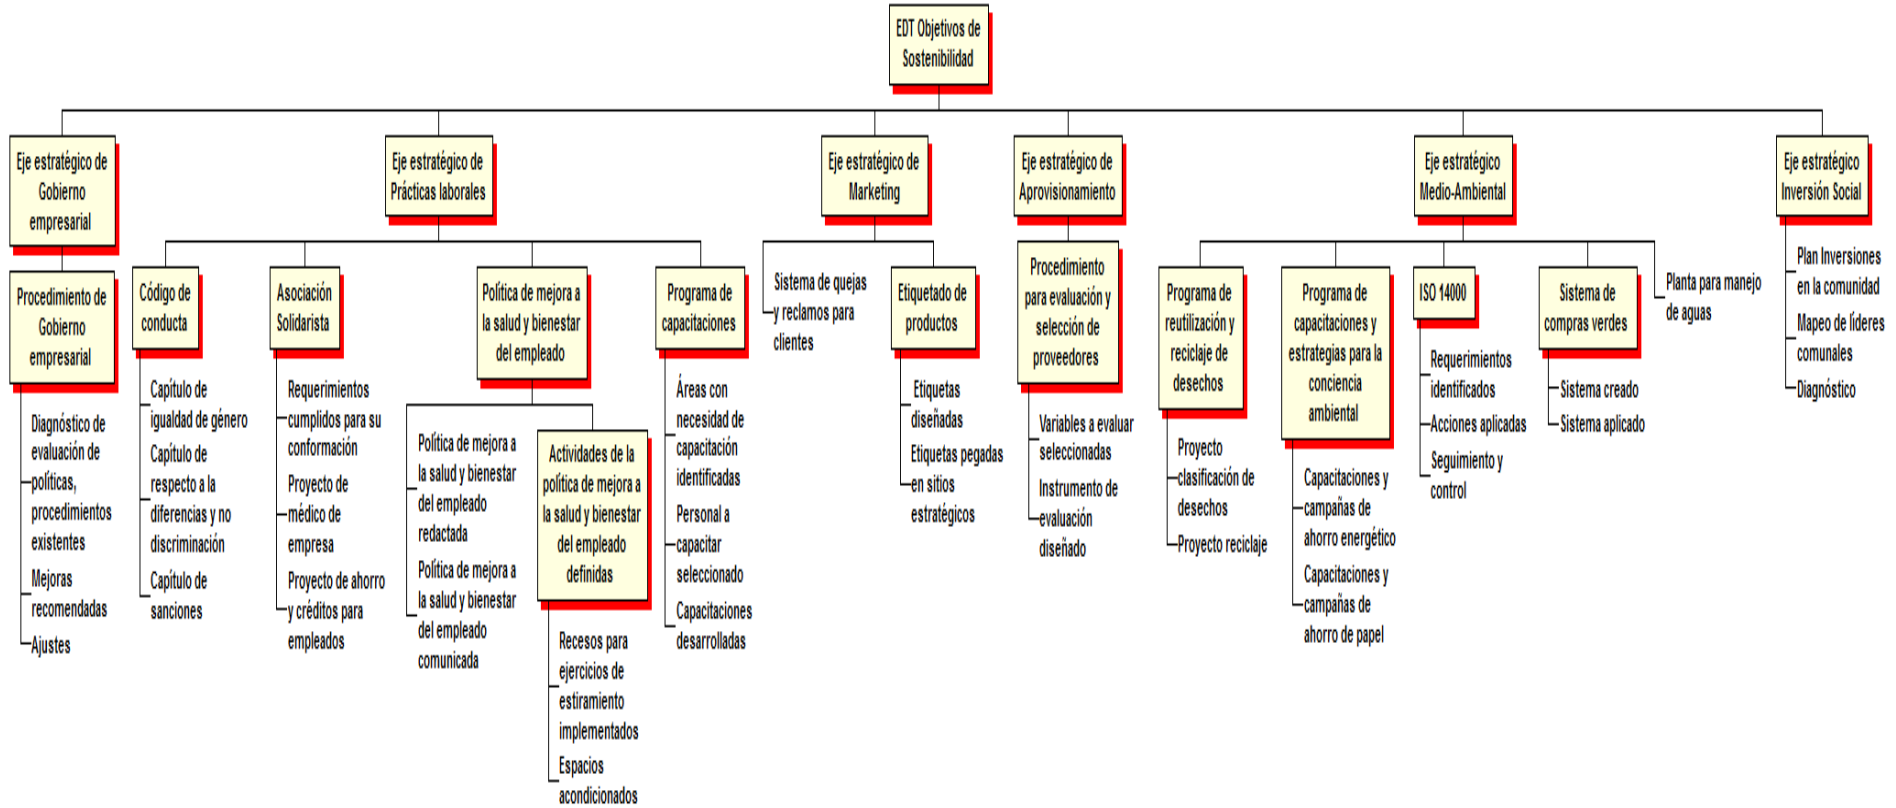 EDT Objetivos de
Sostenibilidad
Eje estratégico de
Gobierno
empresarial
Procedimiento de
Gobierno
empresarial
Diagnóstico de
evaluación de
políticas,
procedimientos
existentes
Mejoras
recomendadas
Ajustes
Eje estratégico de
Prácticas laborales
Código de
conducta
Capítulo de
igualdad de género
Capítulo de
respecto a la
diferencias y no
discriminación
Capítulo de
sanciones
Asociación
Solidarista
Requerimientos
cumplidos para su
conformación
Proyecto de
médico de
empresa
Proyecto de ahorro
y créditos para
empleados
Política de mejora a
la salud y bienestar
del empleado
Política de mejora a
la salud y bienestar
del empleado
redactada
Política de mejora a
la salud y bienestar
del empleado
comunicada
Actividades de la
política de mejora a
la salud y bienestar
del empleado
definidas
Recesos para
ejercicios de
estiramiento
implementados
Espacios
acondicionados
Programa de
capacitaciones
Áreas con
necesidad de
capacitación
identificadas
Personal a
capacitar
seleccionado
Capacitaciones
desarrolladas
Eje estratégico de
Marketing
Sistema de quejas
y reclamos para
clientes
Etiquetado de
productos
Etiquetas
diseñadas
Etiquetas pegadas
en sitios
estratégicos
Eje estratégico de
Aprovisionamiento
Procedimiento
para evaluación y
selección de
proveedores
Variables a evaluar
seleccionadas
Instrumento de
evaluación
diseñado
Eje estratégico
Medio-Ambiental
Programa de
reutilización y
reciclaje de
desechos
Proyecto
clasificación de
desechos
Proyecto reciclaje
Programa de
capacitaciones y
estrategias para la
conciencia
ambiental
Capacitaciones y
campañas de
ahorro energético
Capacitaciones y
campañas de
ahorro de papel
ISO 14000
Requerimientos
identificados
Acciones aplicadas
Seguimiento y
control
Sistema de
compras verdes
Sistema creado
Sistema aplicado
Planta para manejo
de aguas
Eje estratégico
Inversión Social
Plan Inversiones
en la comunidad
Mapeo de líderes
comunales
Diagnóstico